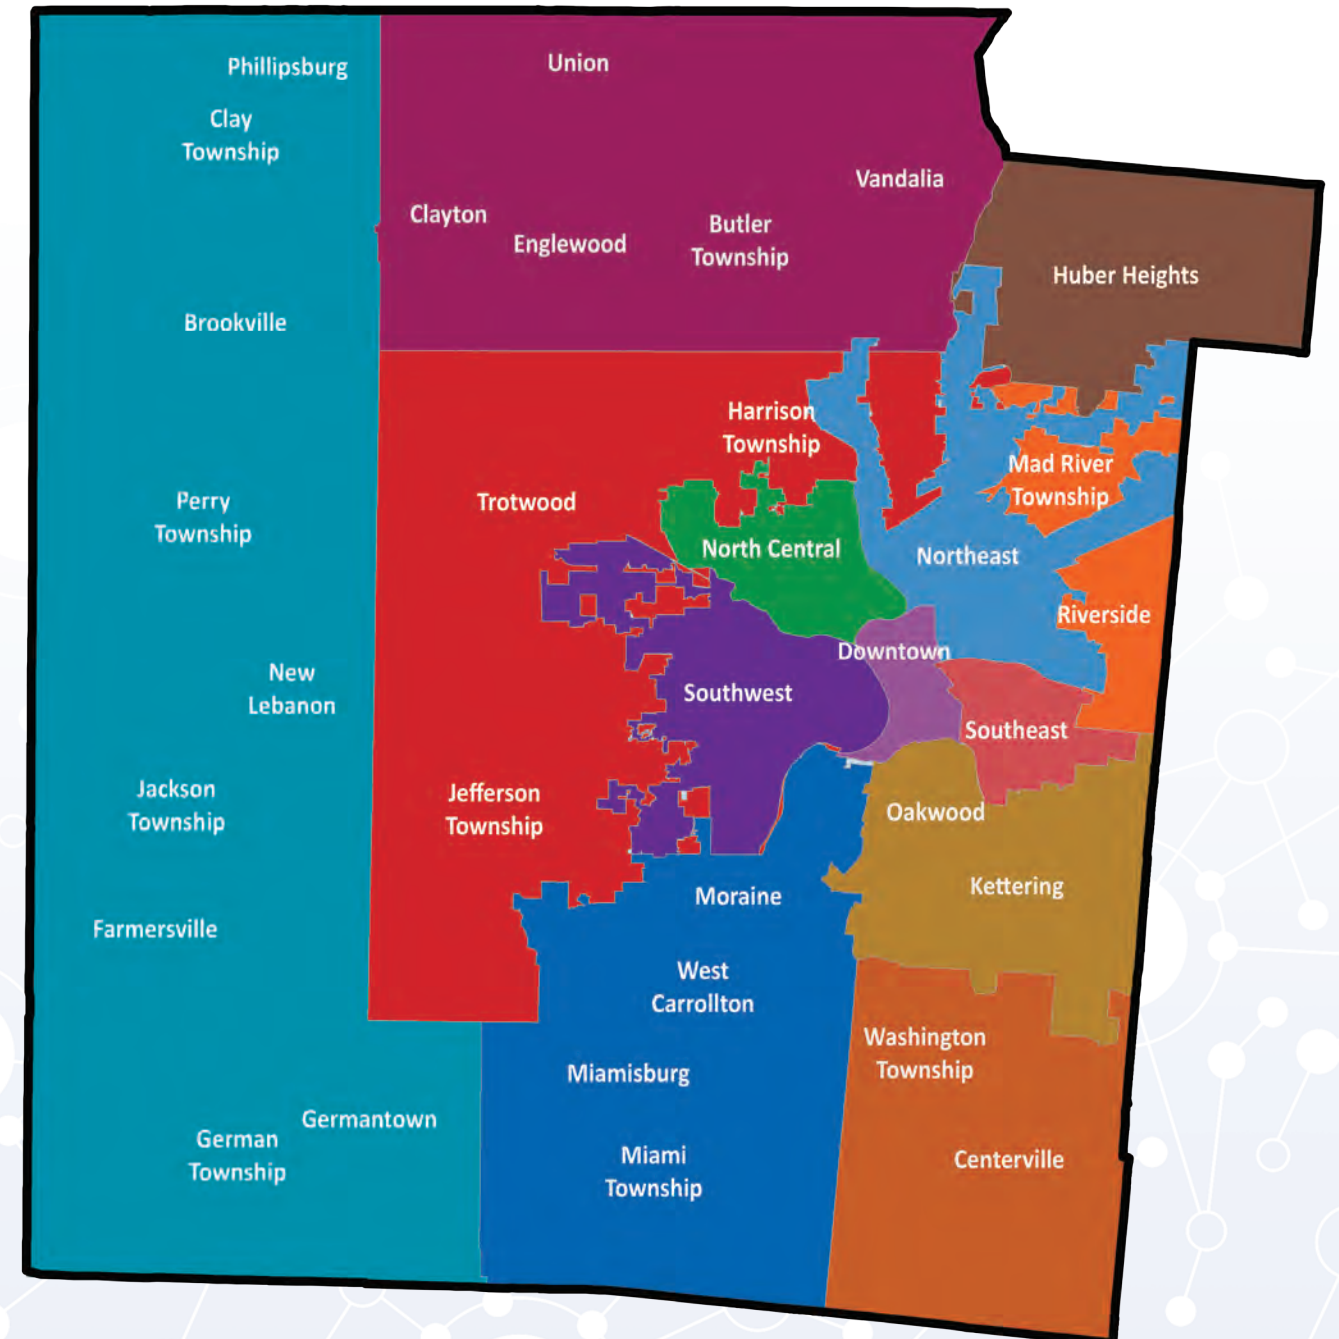 Phillipsburg
Union
Clay
Township
Vandalia
Clayton
Englewood
Butler
Township
Huber Heights
Brookville
Harrison
Township
Mad River
Township
Perry
Township
Trotwood
North Central
Northeast
Riverside
Downtown
New
Lebanon
Southwest
Southeast
Jackson
Township
Jefferson
Township
Oakwood
Kettering
Moraine
Farmersville
West
Carrollton
Washington
Township
Miamisburg
Germantown
German
Township
Miami
Township
Centerville